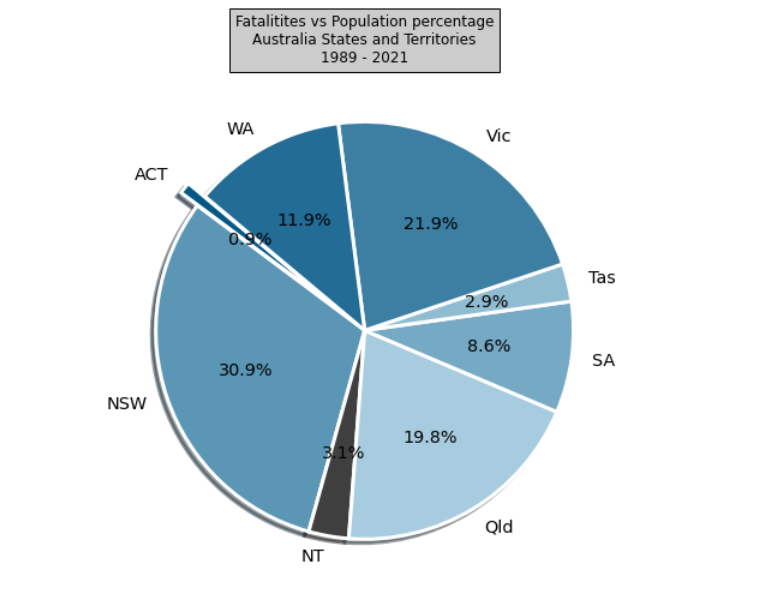 Fatalitites vs Population percentage
Australia States and Territories
1989 - 2021
WA
Vic
ACT
11.9%
21.9%
0.9%
Tas
2.9%
SA
8.6%
30.9%
NSW
19.8%
3.1%
Qld
NT